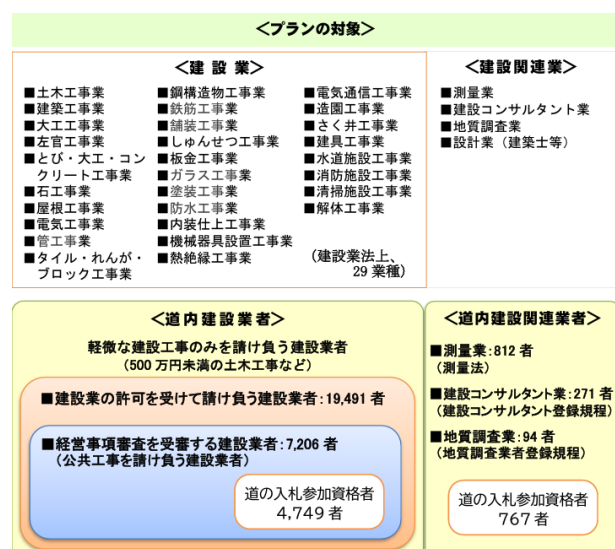 ＜プランの対象＞
＜建 設 業＞
■土木工事業
■建築工事業
■大工工事業
■左官工事業
■とび・大工・コン
クリート工事業
■石工事業
■屋根工事業
■電気工事業
■管工事業
■タイル・れんが・
ブロック工事業
■鋼構造物工事業
■鉄筋工事業
■舗装工事業
■しゅんせつ工事業
■板金工事業
■ガラス工事業
■塗装工事業
■防水工事業
■内装仕上工事業
■機械器具設置工事業
■熱絶縁工事業
■電気通信工事業
■造園工事業
■さく井工事業
■建具工事業
■水道施設工事業
■消防施設工事業
■清掃施設工事業
■解体工事業
（建設業法上、
29 業種）
＜建設関連業＞
■測量業
■建設コンサルタント業
■地質調査業
■設計業（建築士等）
＜道内建設業者＞
軽微な建設工事のみを請け負う建設業者
（500 万円未満の土木工事など）
■建設業の許可を受けて請け負う建設業者：19,491 者
■経営事項審査を受審する建設業者：7,206 者
（公共工事を請け負う建設業者）
道の入札参加資格者
4,749 者
＜道内建設関連業者＞
■測量業：812 者
（測量法）
■建設コンサルタント業：271 者
（建設コンサルタント登録規程）
■地質調査業：94 者
（地質調査業者登録規程）
道の入札参加資格者
767 者